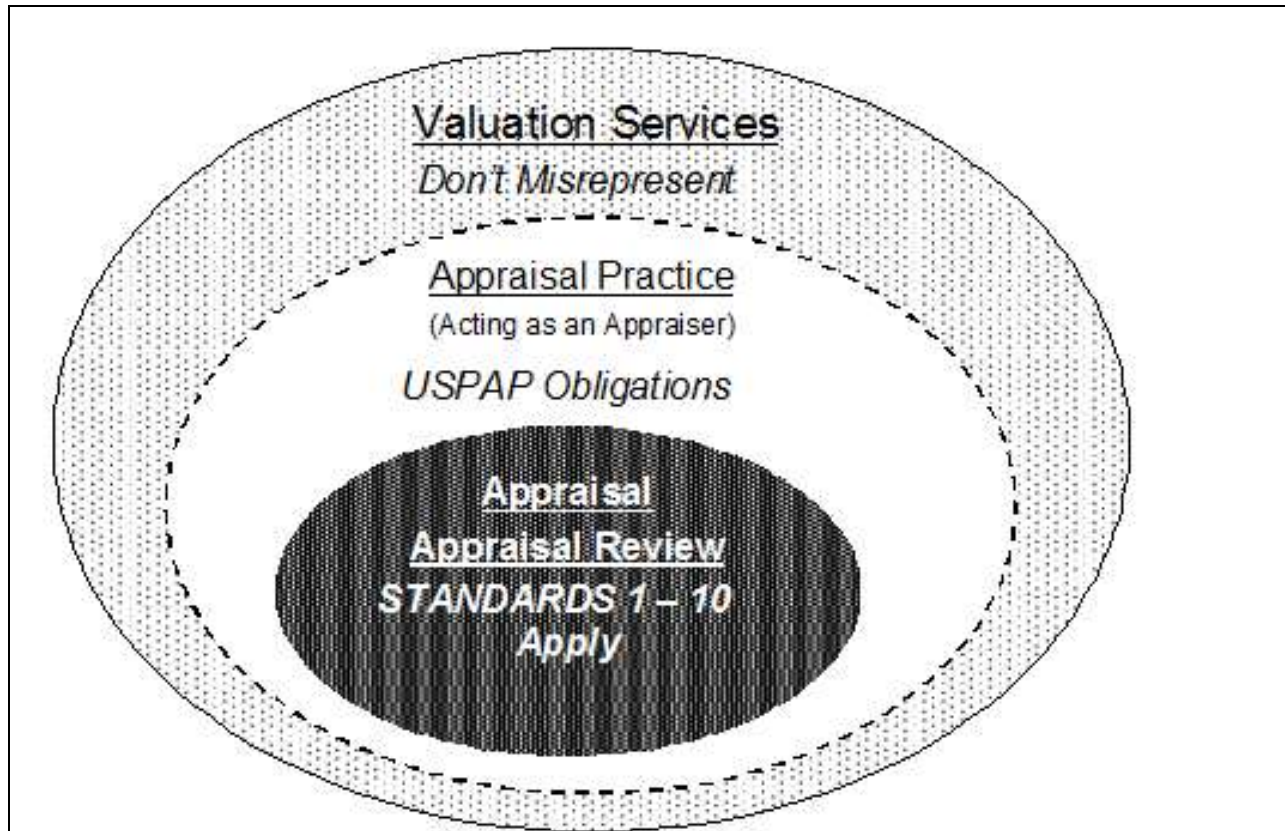 Valuation Services
Don't Misrepresent
Appraisal Practice
(Acting as an Appraiser)
USPAP Obligations
Appraisal
Appraisal Review
STANDARDS 1 – 10
Apply